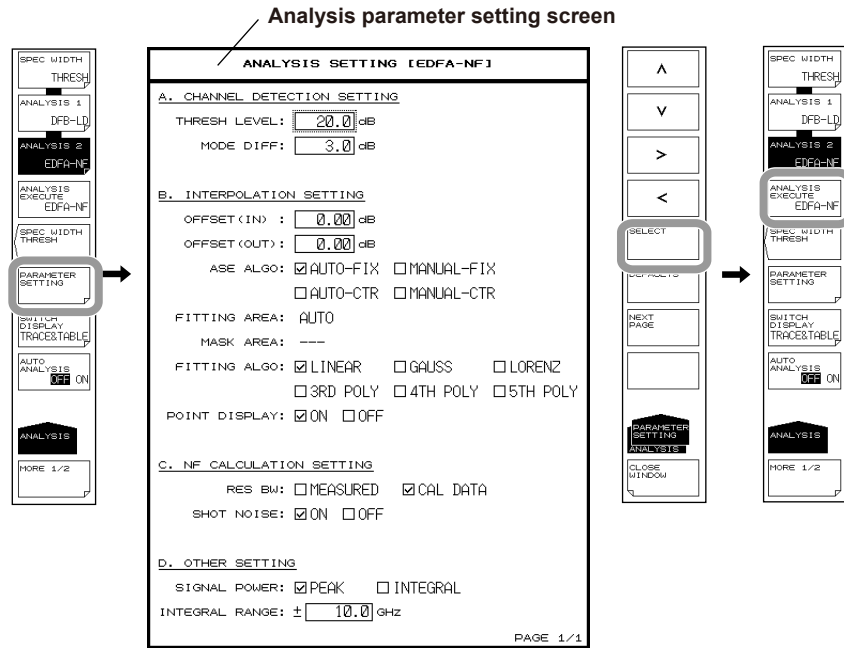 Analysis parameter setting screen
SPEC WIDTH
THRESH
ANALYSIS 1
DFB-LD
ANALYSIS 2
EDFA-NF
ANALYSIS
EXECUTE
EDFA-NF
SPEC WIDTH
THRESH
PARAMETER
SETTING
SWITCH
DISPLAY
TRACE&TABLE
AUTO
ANALYSIS
OFF ON
ANALYSIS
MORE 1/2
ANALYSIS SETTING [EDFA-NF]
A. CHANNEL DETECTION SETTING
THRESH LEVEL: 20.0 dB
MODE DIFF: 3.0 dB
B. INTERPOLATION SETTING
OFFSET(IN) : 0.00 dB
OFFSET(OUT): 0.00 dB
ASE ALGO: ☑AUTO-FIX ☐MANUAL-FIX
☐AUTO-CTR ☐MANUAL-CTR
FITTING AREA: AUTO
MASK AREA: ---
FITTING ALGO: ☑LINEAR ☐GAUSS ☐LORENZ
☐3RD POLY ☐4TH POLY ☐5TH POLY
POINT DISPLAY: ☑ON ☐OFF
C. NF CALCULATION SETTING
RES BW: ☐MEASURED ☑CAL DATA
SHOT NOISE: ☑ON ☐OFF
D. OTHER SETTING
SIGNAL POWER: ☑PEAK ☐INTEGRAL
INTEGRAL RANGE: ± 10.0 GHz
PAGE 1/1
∧
∨
>
<
SELECT
DEFAULTS
NEXT
PAGE
PARAMETER
SETTING
ANALYSIS
CLOSE
WINDOW
SPEC WIDTH
THRESH
ANALYSIS 1
DFB-LD
ANALYSIS 2
EDFA-NF
ANALYSIS
EXECUTE
EDFA-NF
SPEC WIDTH
THRESH
PARAMETER
SETTING
SWITCH
DISPLAY
TRACE&TABLE
AUTO
ANALYSIS
OFF ON
ANALYSIS
MORE 1/2